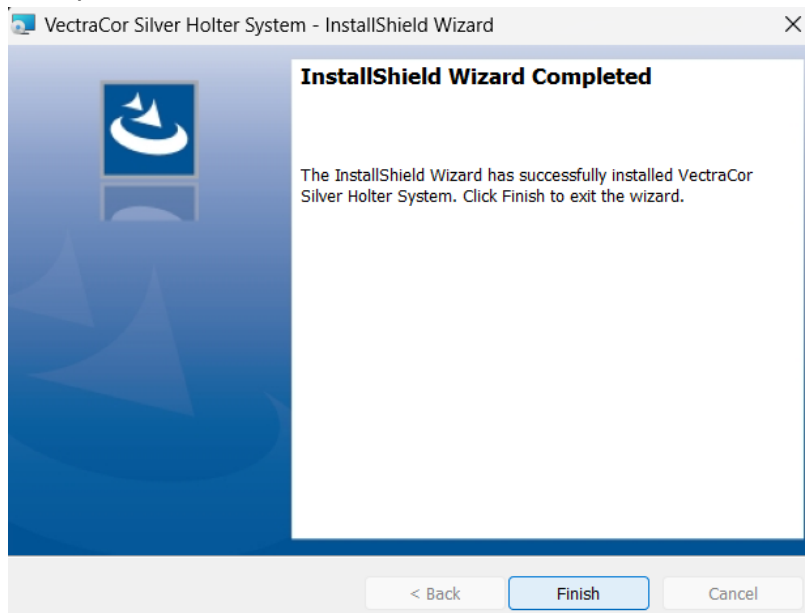 VectraCor Silver Holter System - InstallShield Wizard
InstallShield Wizard Completed
The InstallShield Wizard has successfully installed VectraCor
Silver Holter System. Click Finish to exit the wizard.
< Back
Finish
Cancel